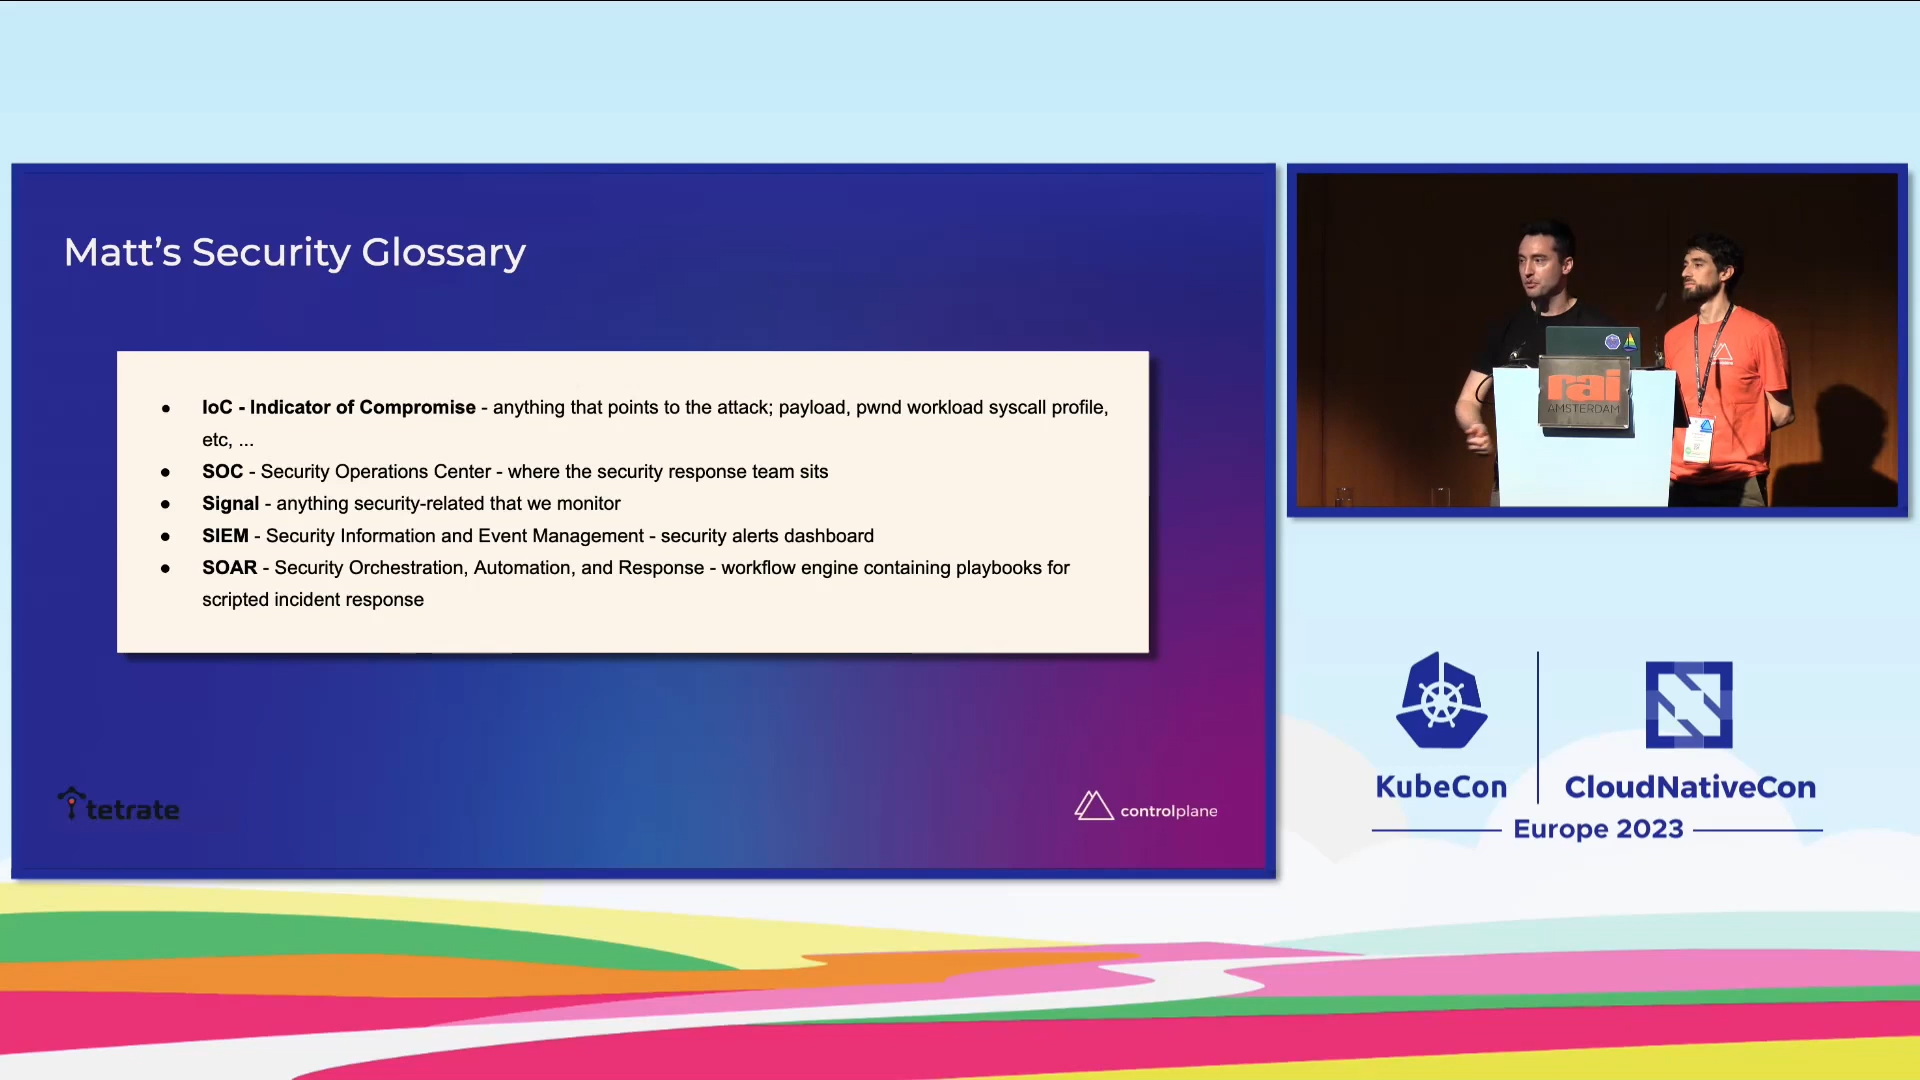 Matt's Security Glossary
● IoC - Indicator of Compromise - anything that points to the attack; payload, pwnd workload syscall profile,
etc, ...
● SOC - Security Operations Center - where the security response team sits
● Signal - anything security-related that we monitor
● SIEM - Security Information and Event Management - security alerts dashboard
● SOAR - Security Orchestration, Automation, and Response - workflow engine containing playbooks for
scripted incident response
tetrate
controlplane
rai
AMSTERDAM
KubeCon
CloudNativeCon
Europe 2023